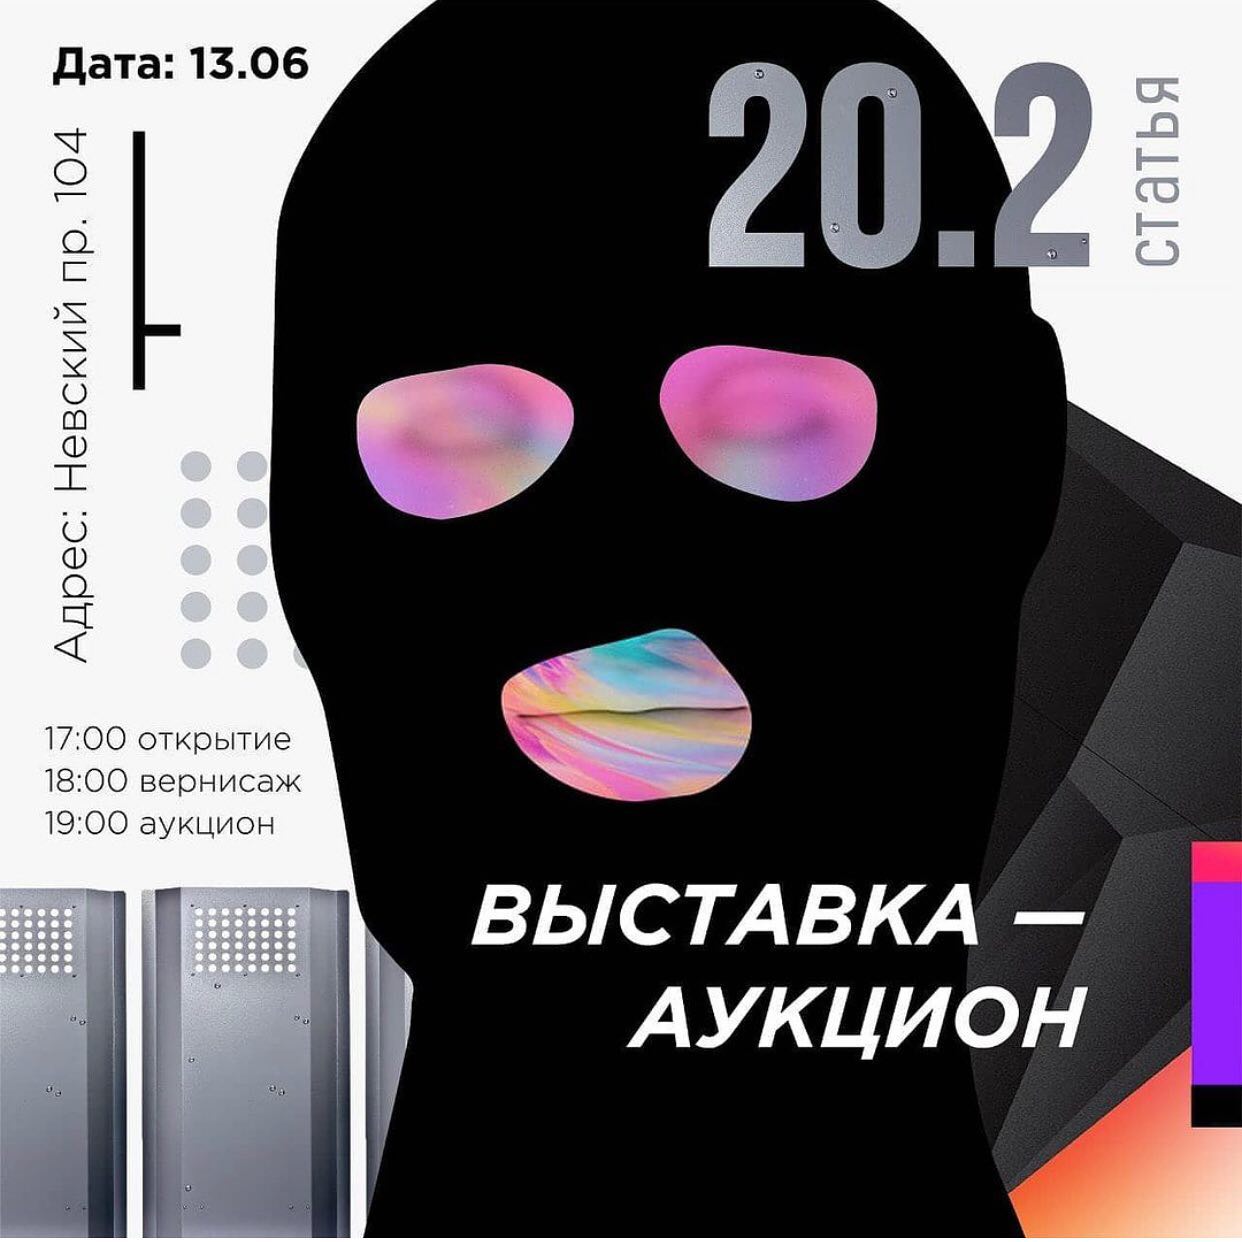 Дата: 13.06
Адрес: Невский пр. 104
20.2
статья
17:00 открытие
18:00 вернисаж
19:00 аукцион
ВЫСТАВКА —
АУКЦИОН